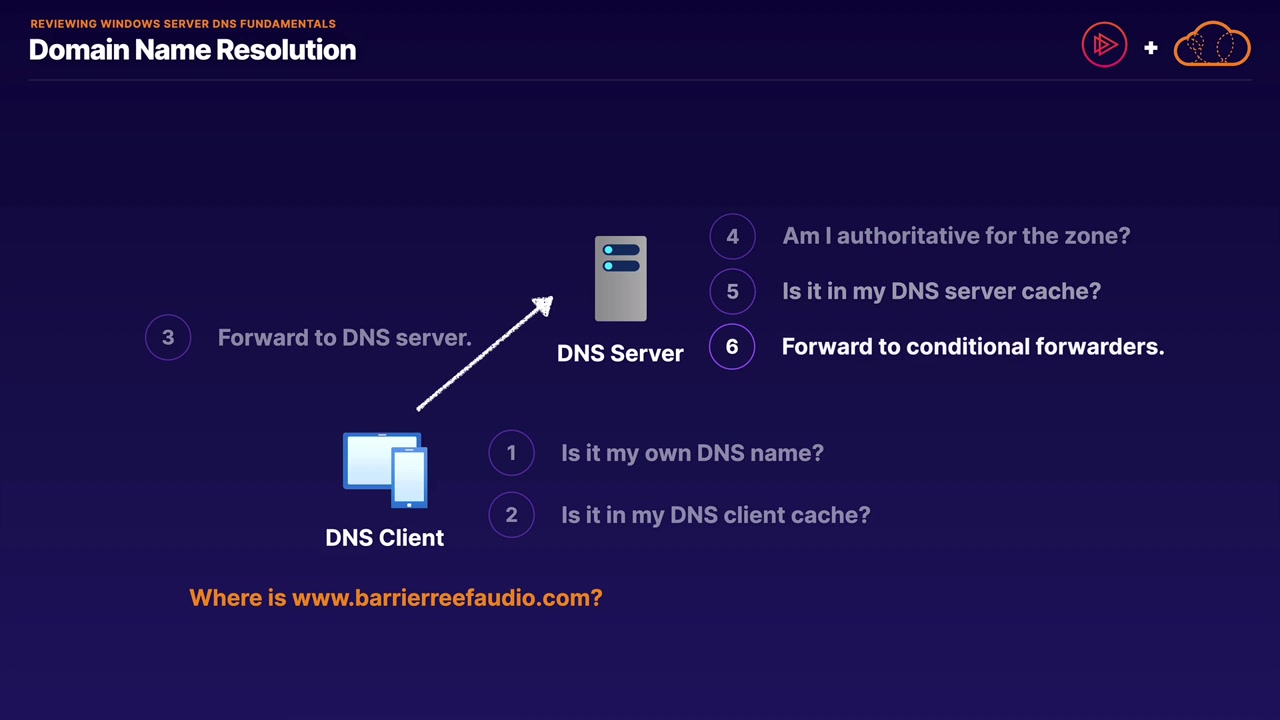 REVIEWING WINDOWS SERVER DNS FUNDAMENTALS
Domain Name Resolution
+
4 Am I authoritative for the zone?
5 Is it in my DNS server cache?
6 Forward to conditional forwarders.
3 Forward to DNS server.
DNS Server
1 Is it my own DNS name?
2 Is it in my DNS client cache?
DNS Client
Where is www.barrierreefaudio.com?